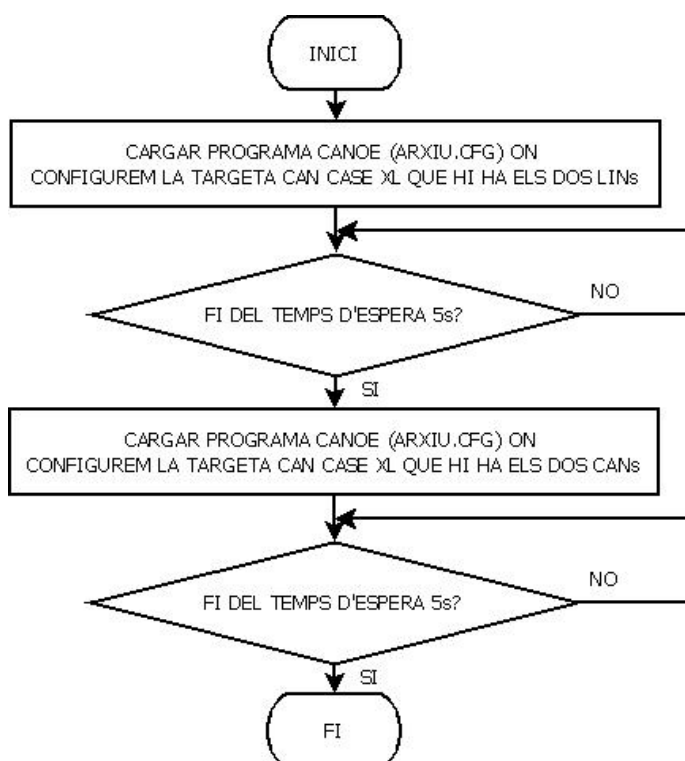 INICI
CARGAR PROGRAMA CANOE (ARXIU.CFG) ON
CONFIGUREM LA TARGETA CAN CASE XL QUE HI HA ELS DOS LINs
FI DEL TEMPS D'ESPERA 5s?
NO
SI
CARGAR PROGRAMA CANOE (ARXIU.CFG) ON
CONFIGUREM LA TARGETA CAN CASE XL QUE HI HA ELS DOS CANs
FI DEL TEMPS D'ESPERA 5s?
NO
SI
FI